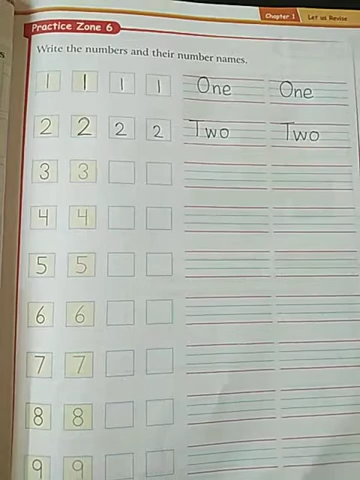 Chapter 1 Let us Revise
Practice Zone 6
Write the numbers and their number names.
1 1 1 1 One One
2 2 2 2 Two Two
3 3
4 4
5 5
6 6
7 7
8 8
9 9